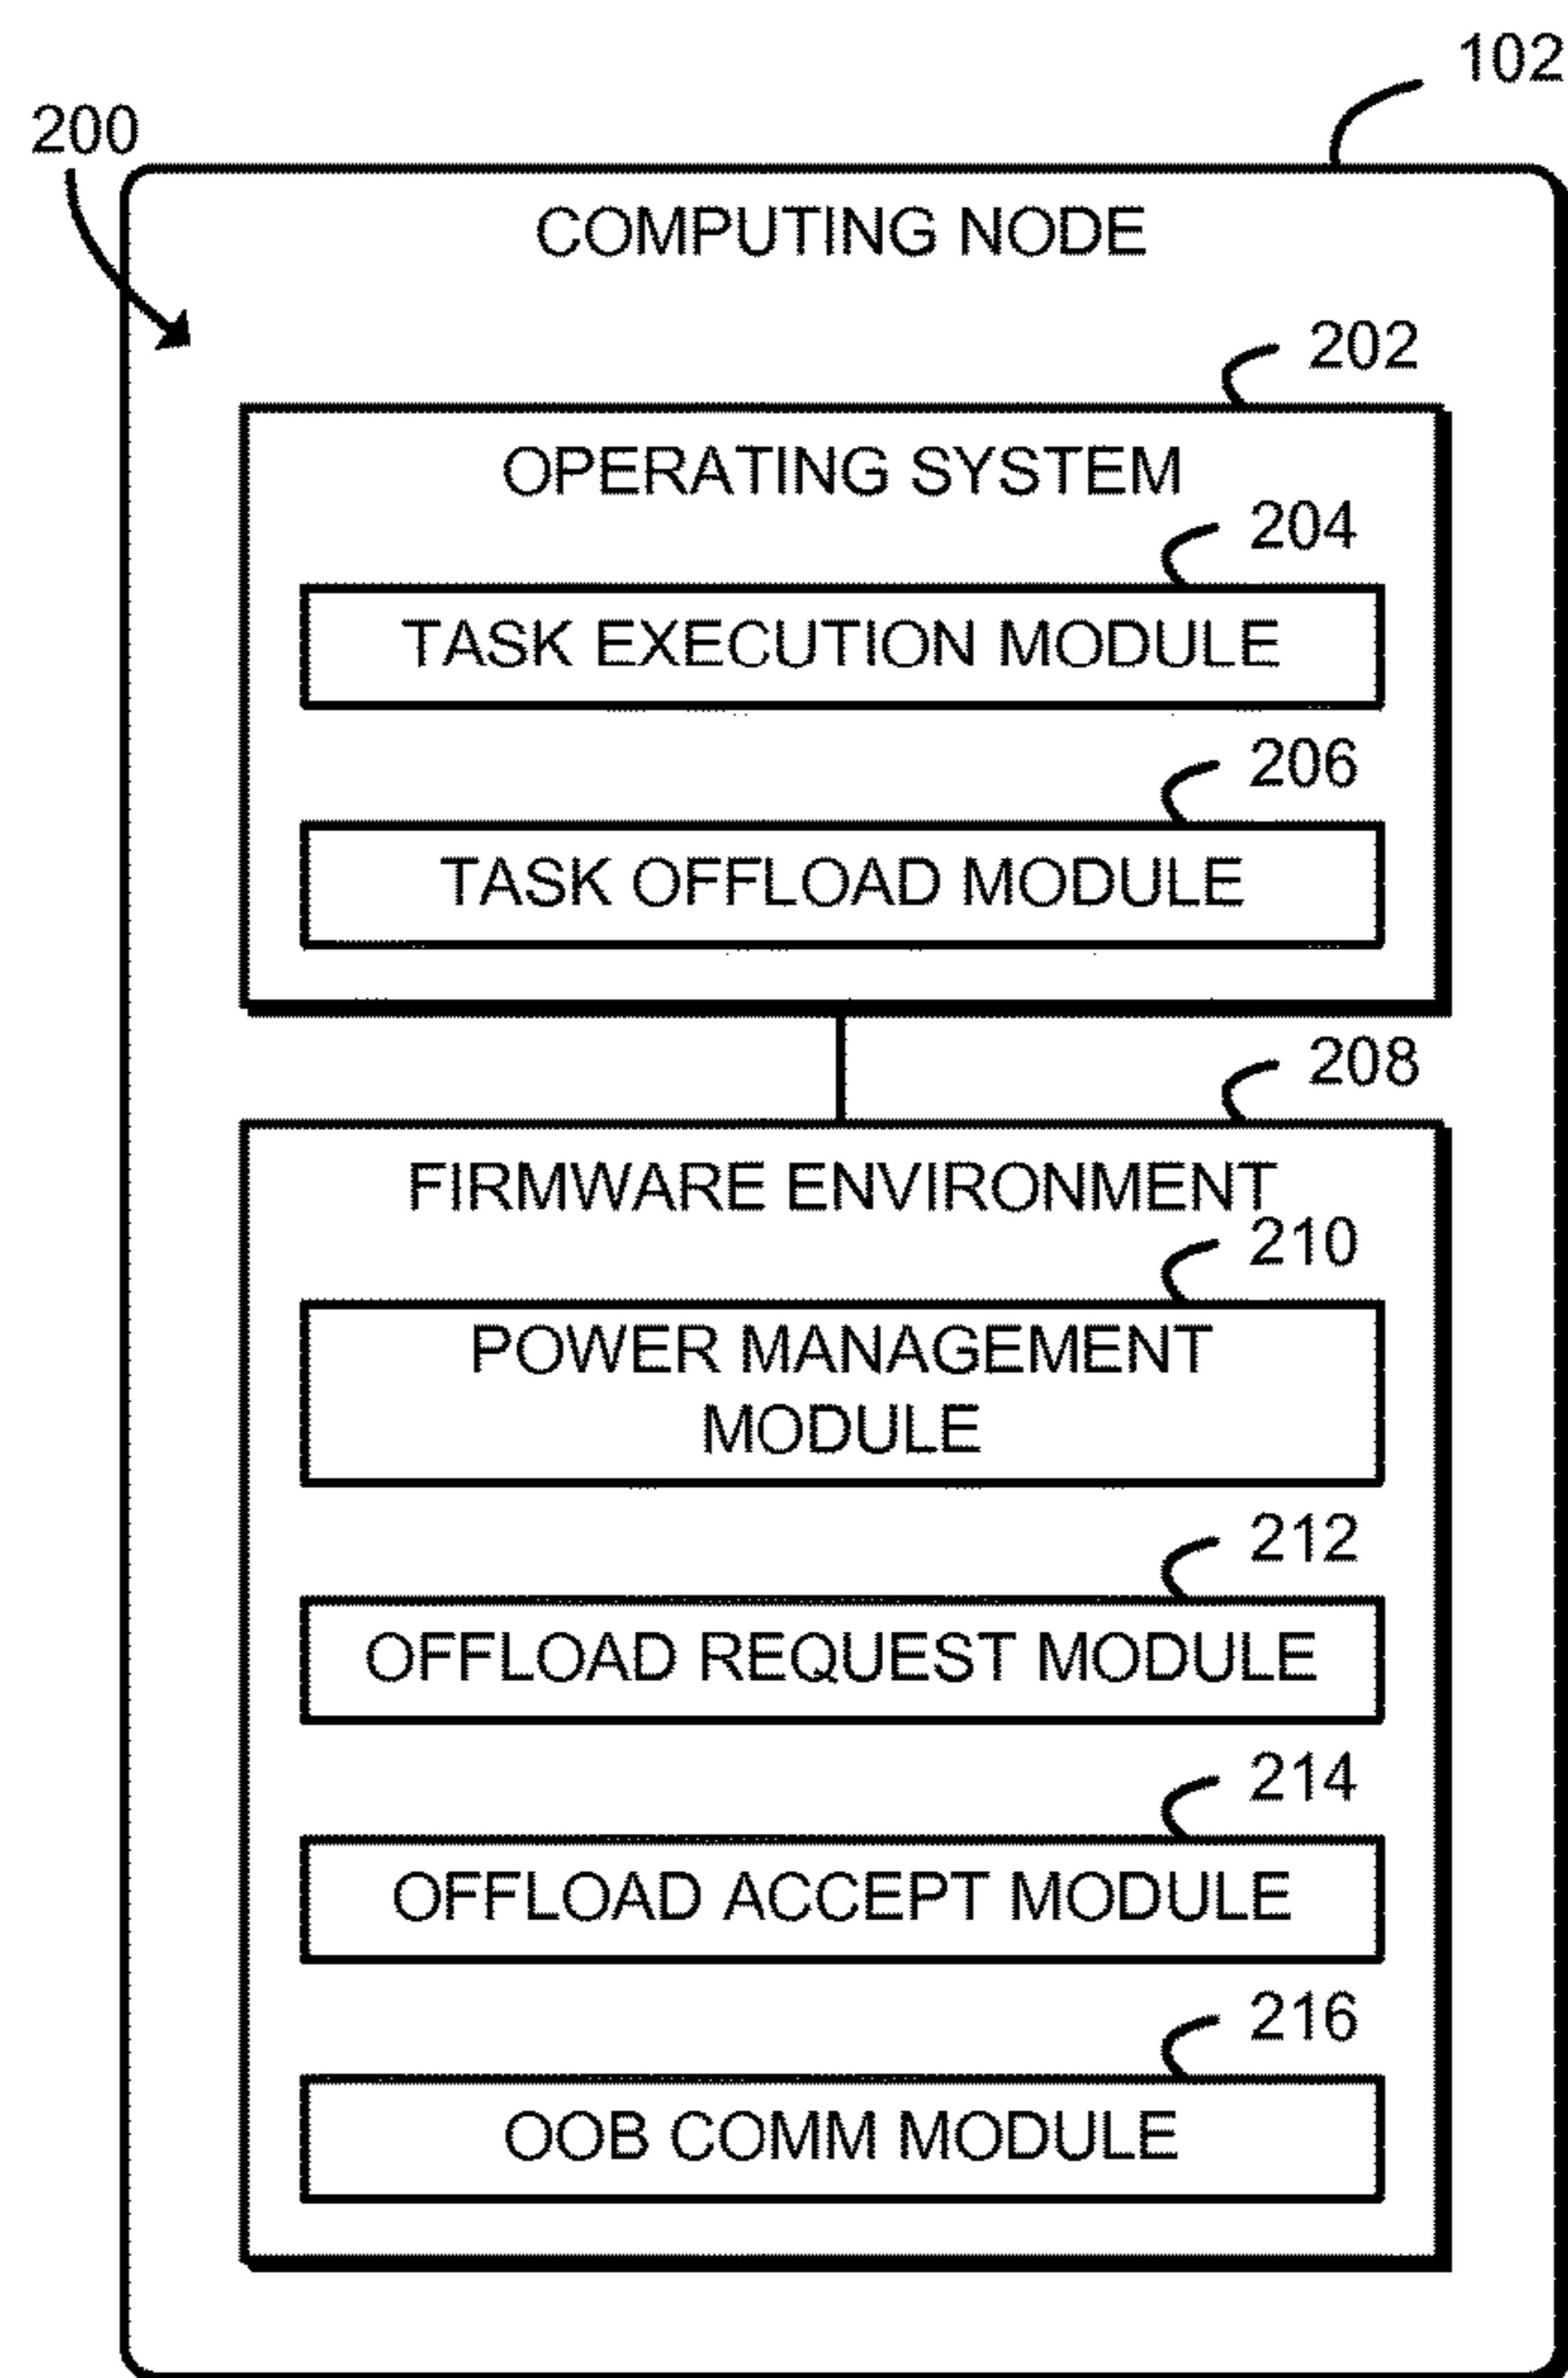 102
200
COMPUTING NODE
202
OPERATING SYSTEM
204
TASK EXECUTION MODULE
206
TASK OFFLOAD MODULE
208
FIRMWARE ENVIRONMENT
210
POWER MANAGEMENT
MODULE
212
OFFLOAD REQUEST MODULE
214
OFFLOAD ACCEPT MODULE
216
OOB COMM MODULE